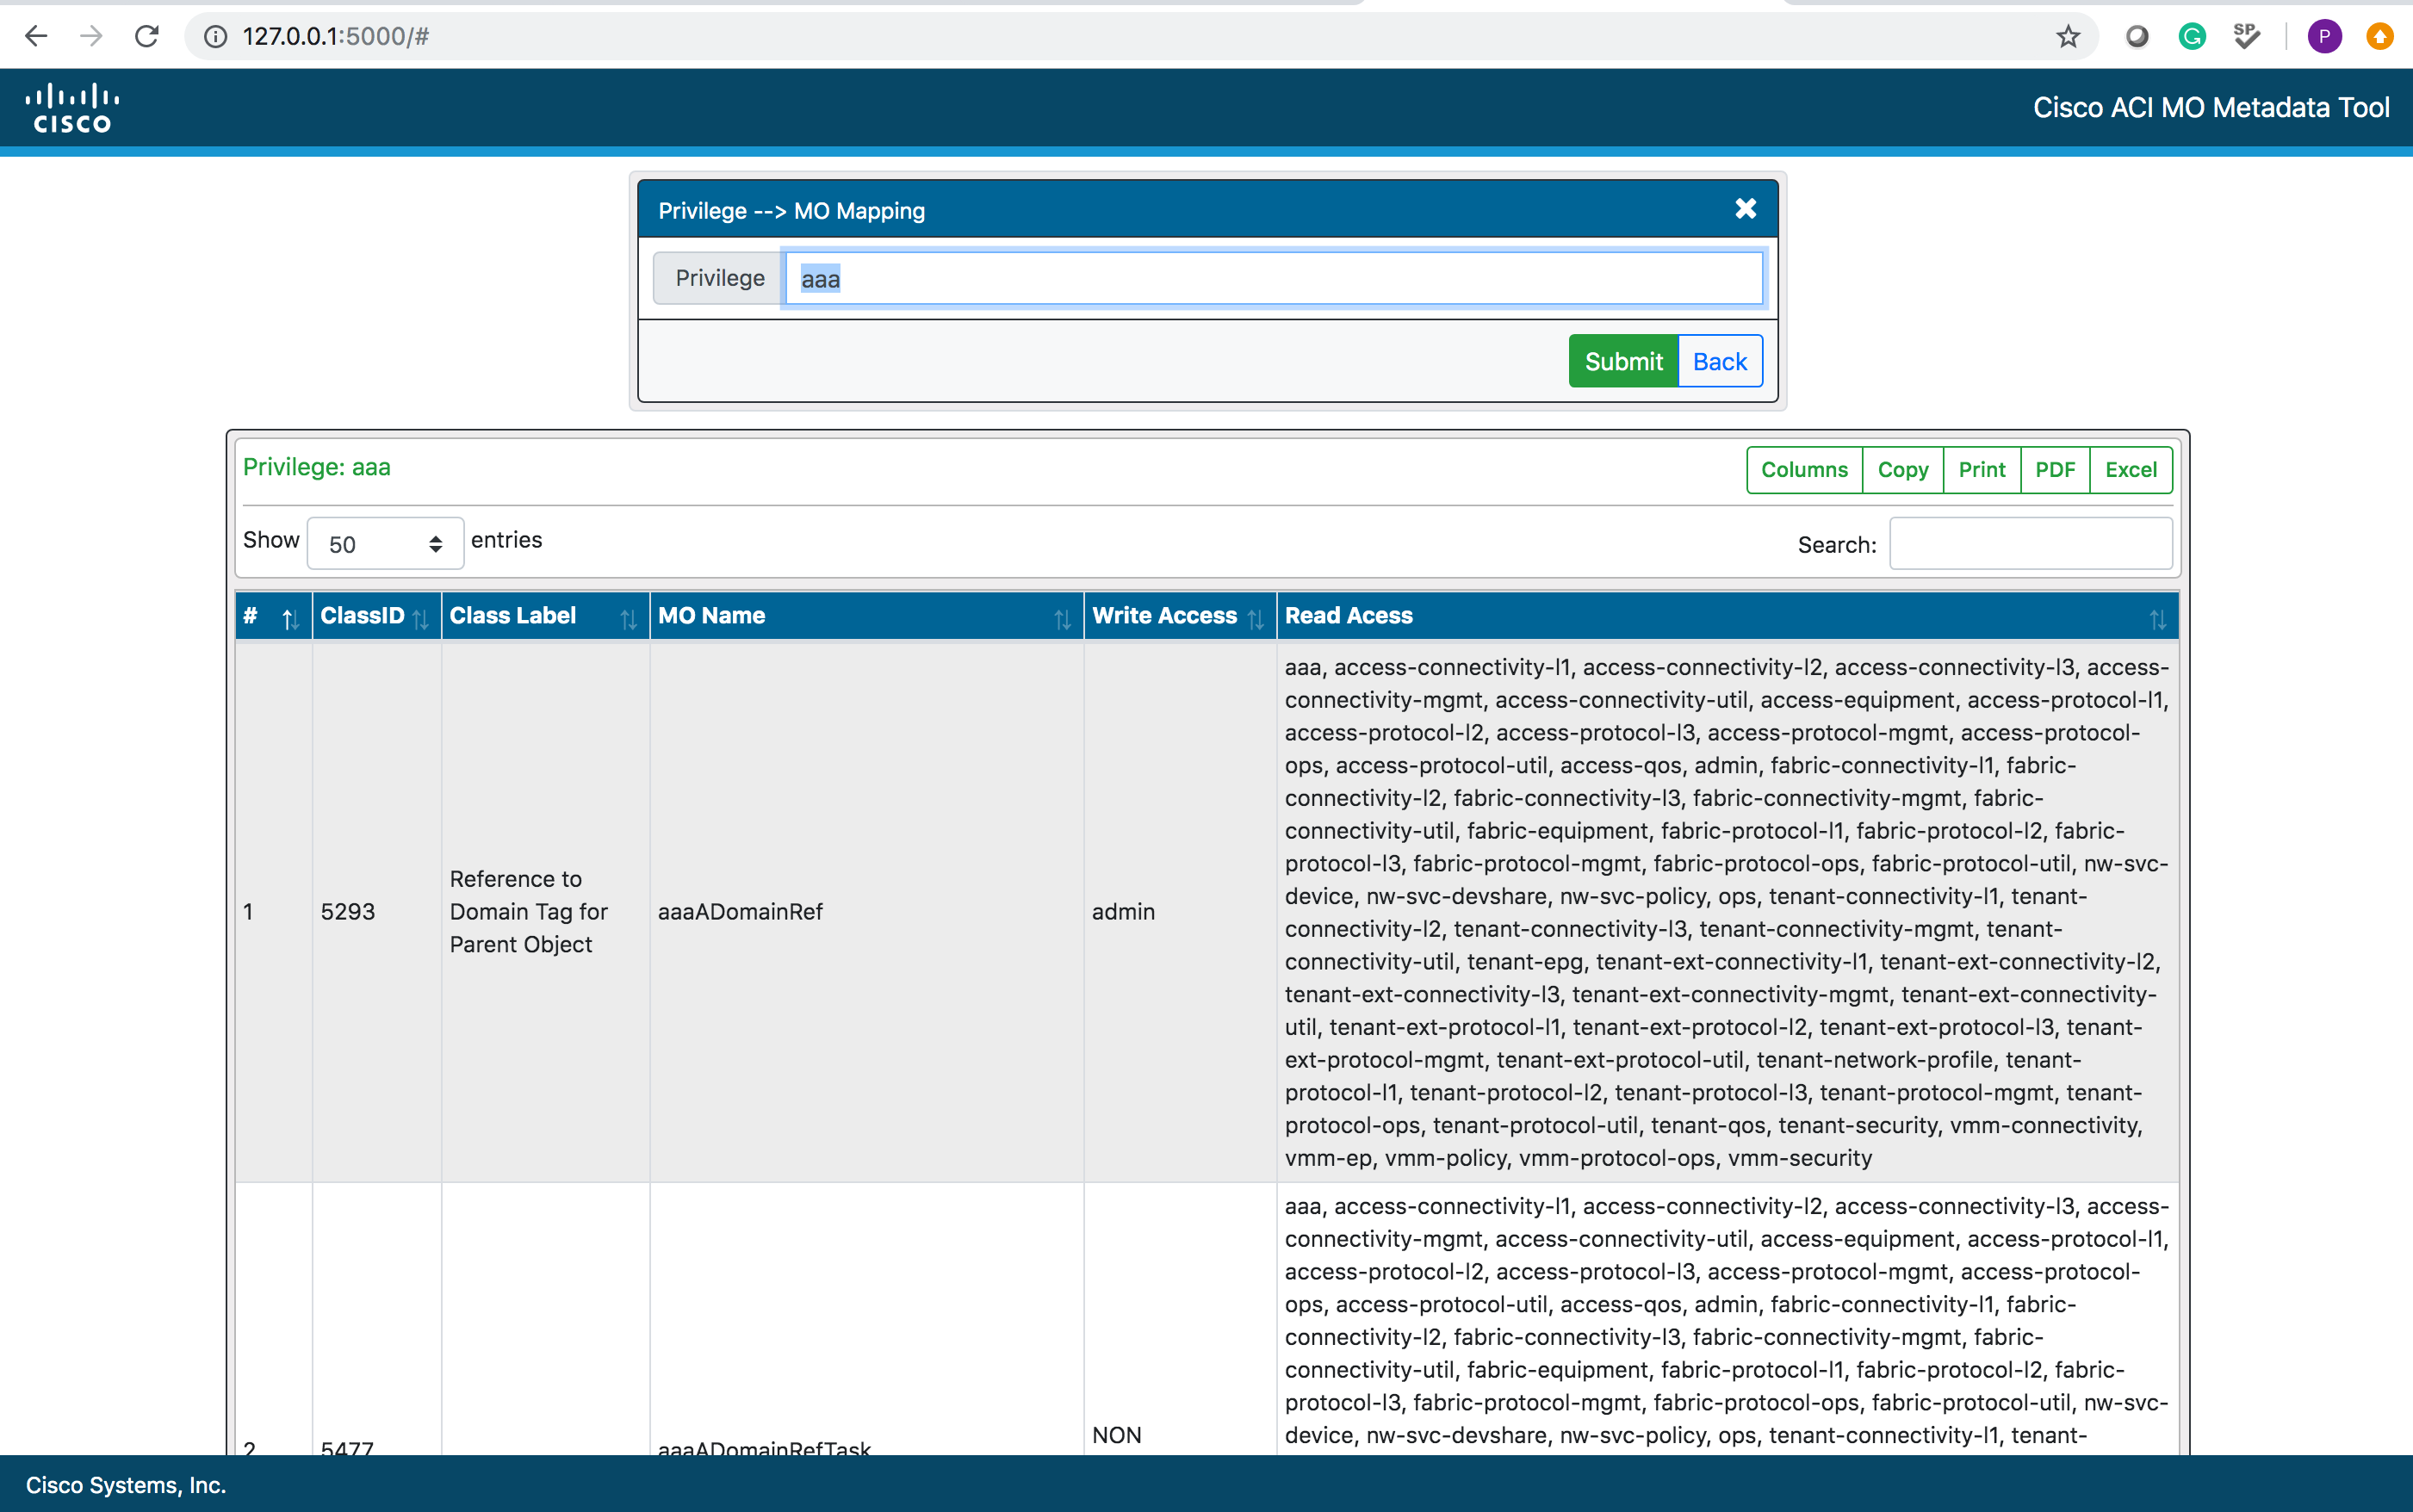 127.0.0.1:5000/#
SP
P
CISCO
Cisco ACI MO Metadata Tool
Privilege --> MO Mapping
Privilege
aaa
Submit
Back
Privilege: aaa
Columns
Copy
Print
PDF
Excel
Show 50 entries
Search:
# ClassID Class Label MO Name Write Access Read Acess
1
5293
Reference to
Domain Tag for
Parent Object
aaaADomainRef
admin
aaa, access-connectivity-l1, access-connectivity-l2, access-connectivity-l3, access-
connectivity-mgmt, access-connectivity-util, access-equipment, access-protocol-l1,
access-protocol-l2, access-protocol-l3, access-protocol-mgmt, access-protocol-
ops, access-protocol-util, access-qos, admin, fabric-connectivity-l1, fabric-
connectivity-l2, fabric-connectivity-l3, fabric-connectivity-mgmt, fabric-
connectivity-util, fabric-equipment, fabric-protocol-l1, fabric-protocol-l2, fabric-
protocol-l3, fabric-protocol-mgmt, fabric-protocol-ops, fabric-protocol-util, nw-svc-
device, nw-svc-devshare, nw-svc-policy, ops, tenant-connectivity-l1, tenant-
connectivity-l2, tenant-connectivity-l3, tenant-connectivity-mgmt, tenant-
connectivity-util, tenant-epg, tenant-ext-connectivity-l1, tenant-ext-connectivity-l2,
tenant-ext-connectivity-l3, tenant-ext-connectivity-mgmt, tenant-ext-connectivity-
util, tenant-ext-protocol-l1, tenant-ext-protocol-l2, tenant-ext-protocol-l3, tenant-
ext-protocol-mgmt, tenant-ext-protocol-util, tenant-network-profile, tenant-
protocol-l1, tenant-protocol-l2, tenant-protocol-l3, tenant-protocol-mgmt, tenant-
protocol-ops, tenant-protocol-util, tenant-qos, tenant-security, vmm-connectivity,
vmm-ep, vmm-policy, vmm-protocol-ops, vmm-security
2
5477
aaaADomainRefTask
NON
aaa, access-connectivity-l1, access-connectivity-l2, access-connectivity-l3, access-
connectivity-mgmt, access-connectivity-util, access-equipment, access-protocol-l1,
access-protocol-l2, access-protocol-l3, access-protocol-mgmt, access-protocol-
ops, access-protocol-util, access-qos, admin, fabric-connectivity-l1, fabric-
connectivity-l2, fabric-connectivity-l3, fabric-connectivity-mgmt, fabric-
connectivity-util, fabric-equipment, fabric-protocol-l1, fabric-protocol-l2, fabric-
protocol-l3, fabric-protocol-mgmt, fabric-protocol-ops, fabric-protocol-util, nw-svc-
device, nw-svc-devshare, nw-svc-policy, ops, tenant-connectivity-l1, tenant-
Cisco Systems, Inc.